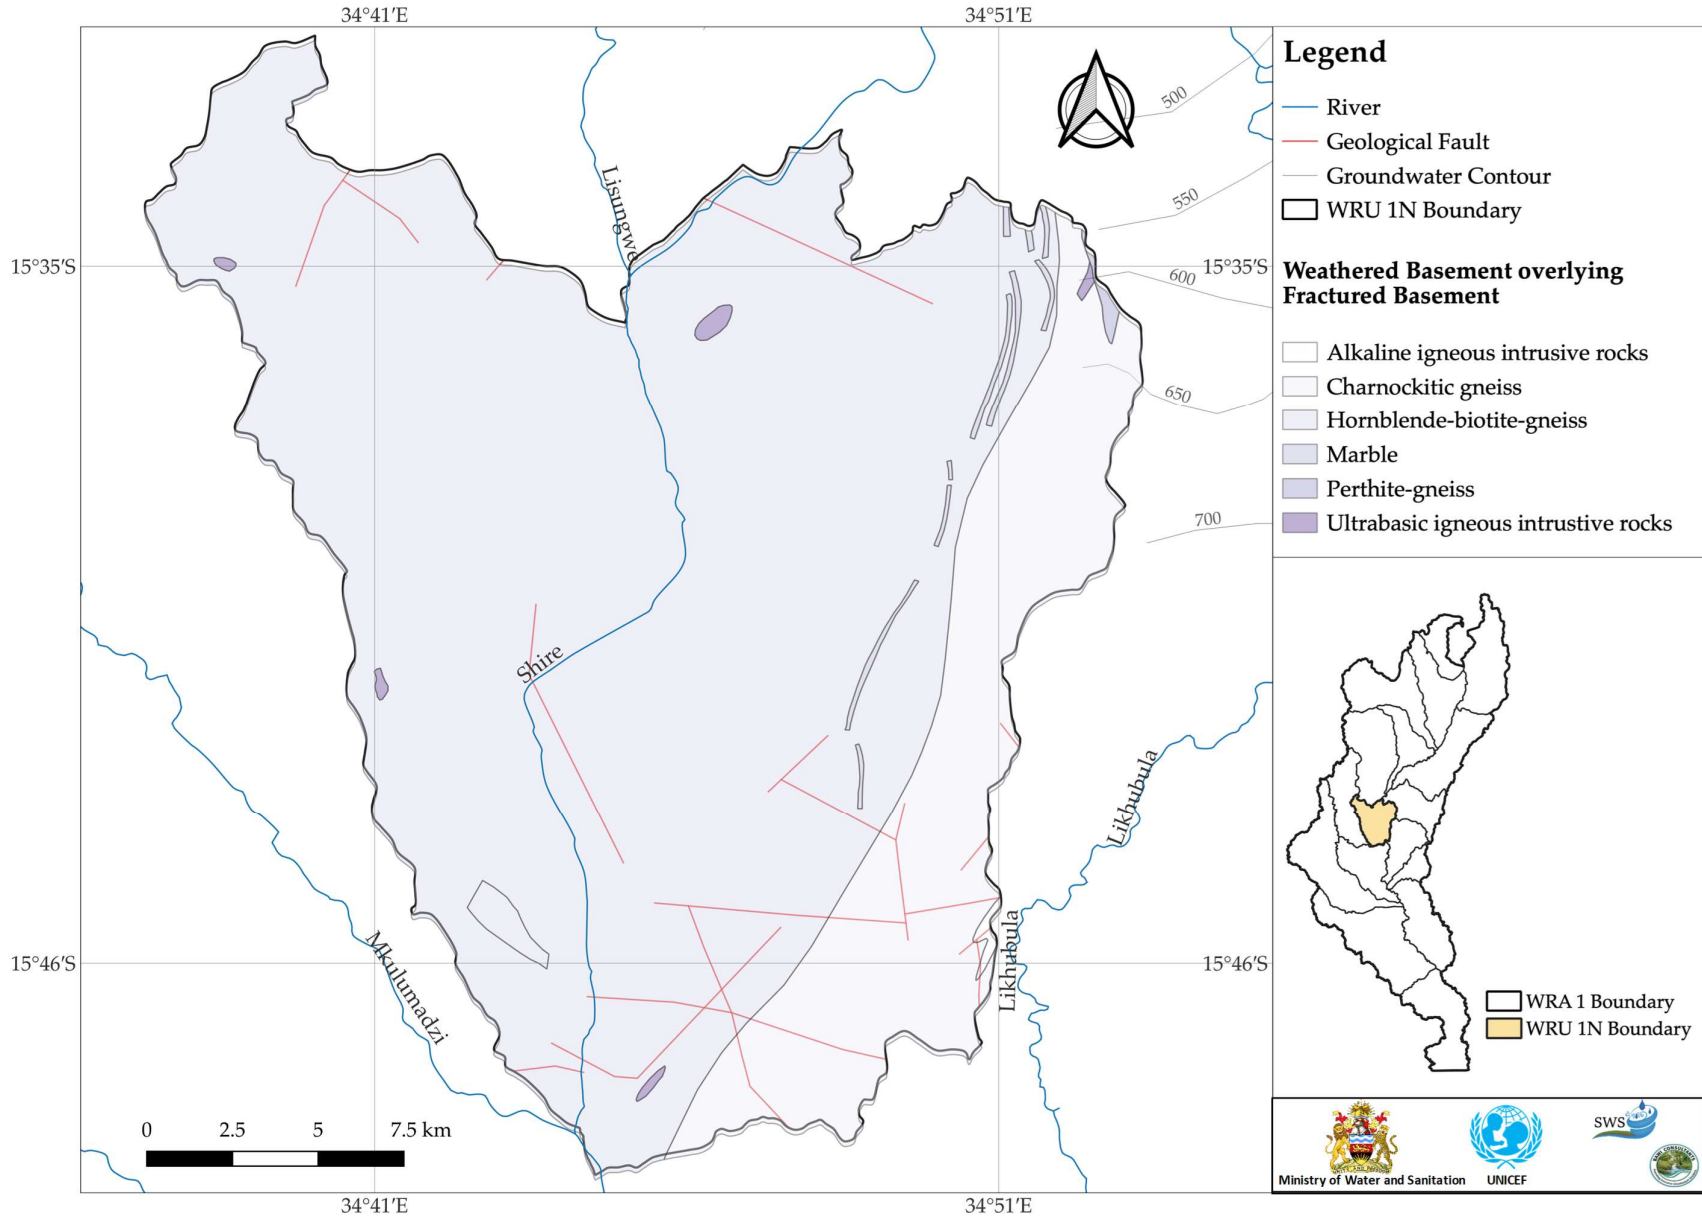 34°41'E
34°51'E
500
550
600
650
700
Lisungwe
15°35'S
15°35'S
Shire
Likhubula
Likhubula
Mkulumadzi
15°46'S
15°46'S
0 2.5 5 7.5 km
34°41'E
34°51'E
Legend
River
Geological Fault
Groundwater Contour
WRU 1N Boundary
Weathered Basement overlying
Fractured Basement
Alkaline igneous intrusive rocks
Charnockitic gneiss
Hornblende-biotite-gneiss
Marble
Perthite-gneiss
Ultrabasic igneous intrustive rocks
WRA 1 Boundary
WRU 1N Boundary
Ministry of Water and Sanitation
UNICEF
SWS